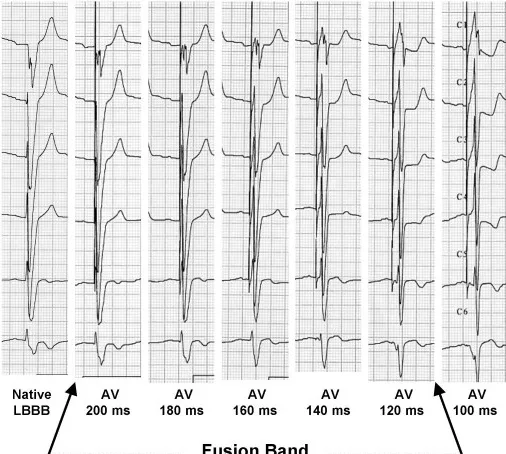 C1
C2
C3
C4
C5
C6
Native AV AV AV AV AV AV
LBBB 200 ms 180 ms 160 ms 140 ms 120 ms 100 ms
Fusion Band